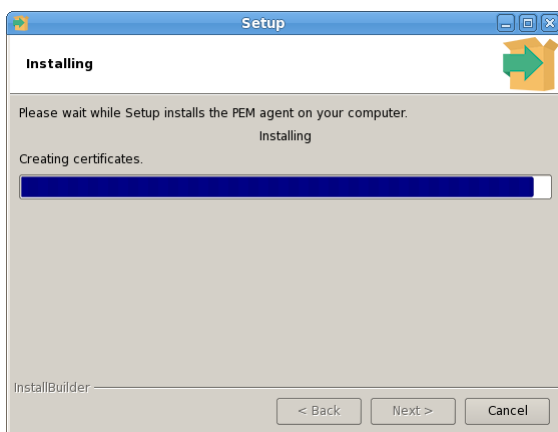 Setup
Installing
Please wait while Setup installs the PEM agent on your computer.
Installing
Creating certificates.
InstallBuilder
< Back
Next >
Cancel